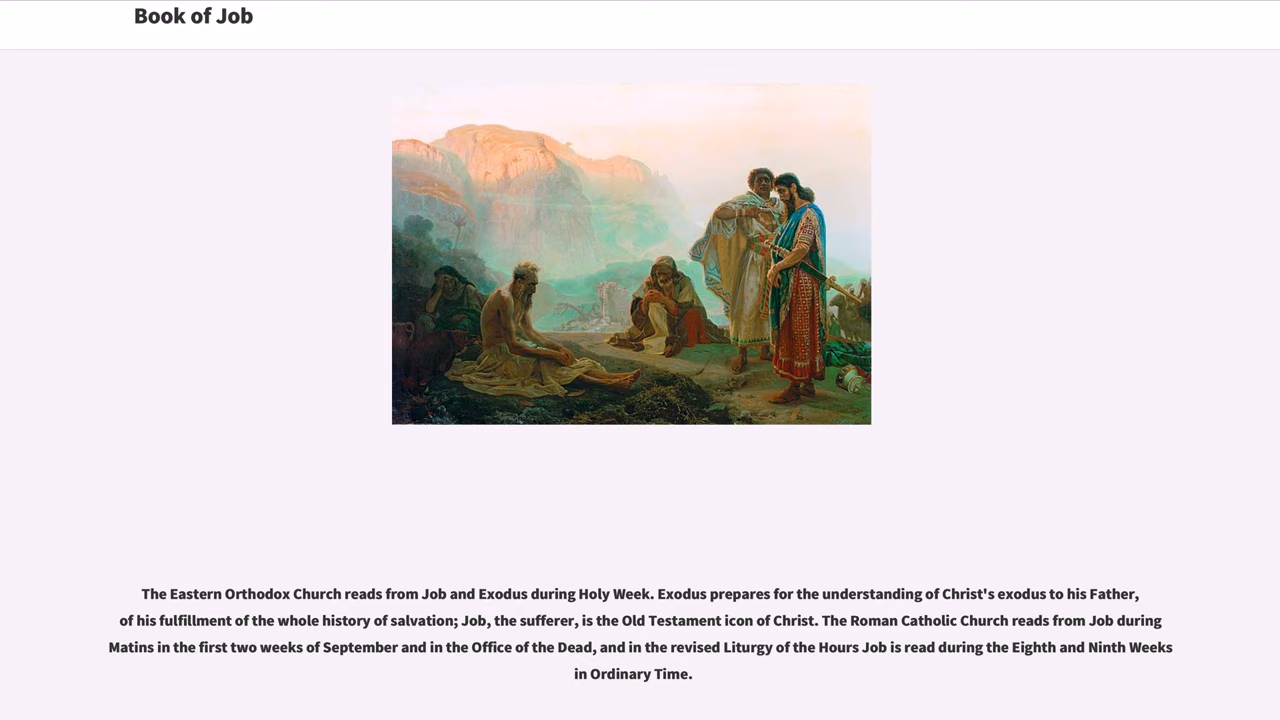 Book of Job
The Eastern Orthodox Church reads from Job and Exodus during Holy Week. Exodus prepares for the understanding of Christ's exodus to his Father,
of his fulfillment of the whole history of salvation; Job, the sufferer, is the Old Testament icon of Christ. The Roman Catholic Church reads from Job during
Matins in the first two weeks of September and in the Office of the Dead, and in the revised Liturgy of the Hours Job is read during the Eighth and Ninth Weeks
in Ordinary Time.